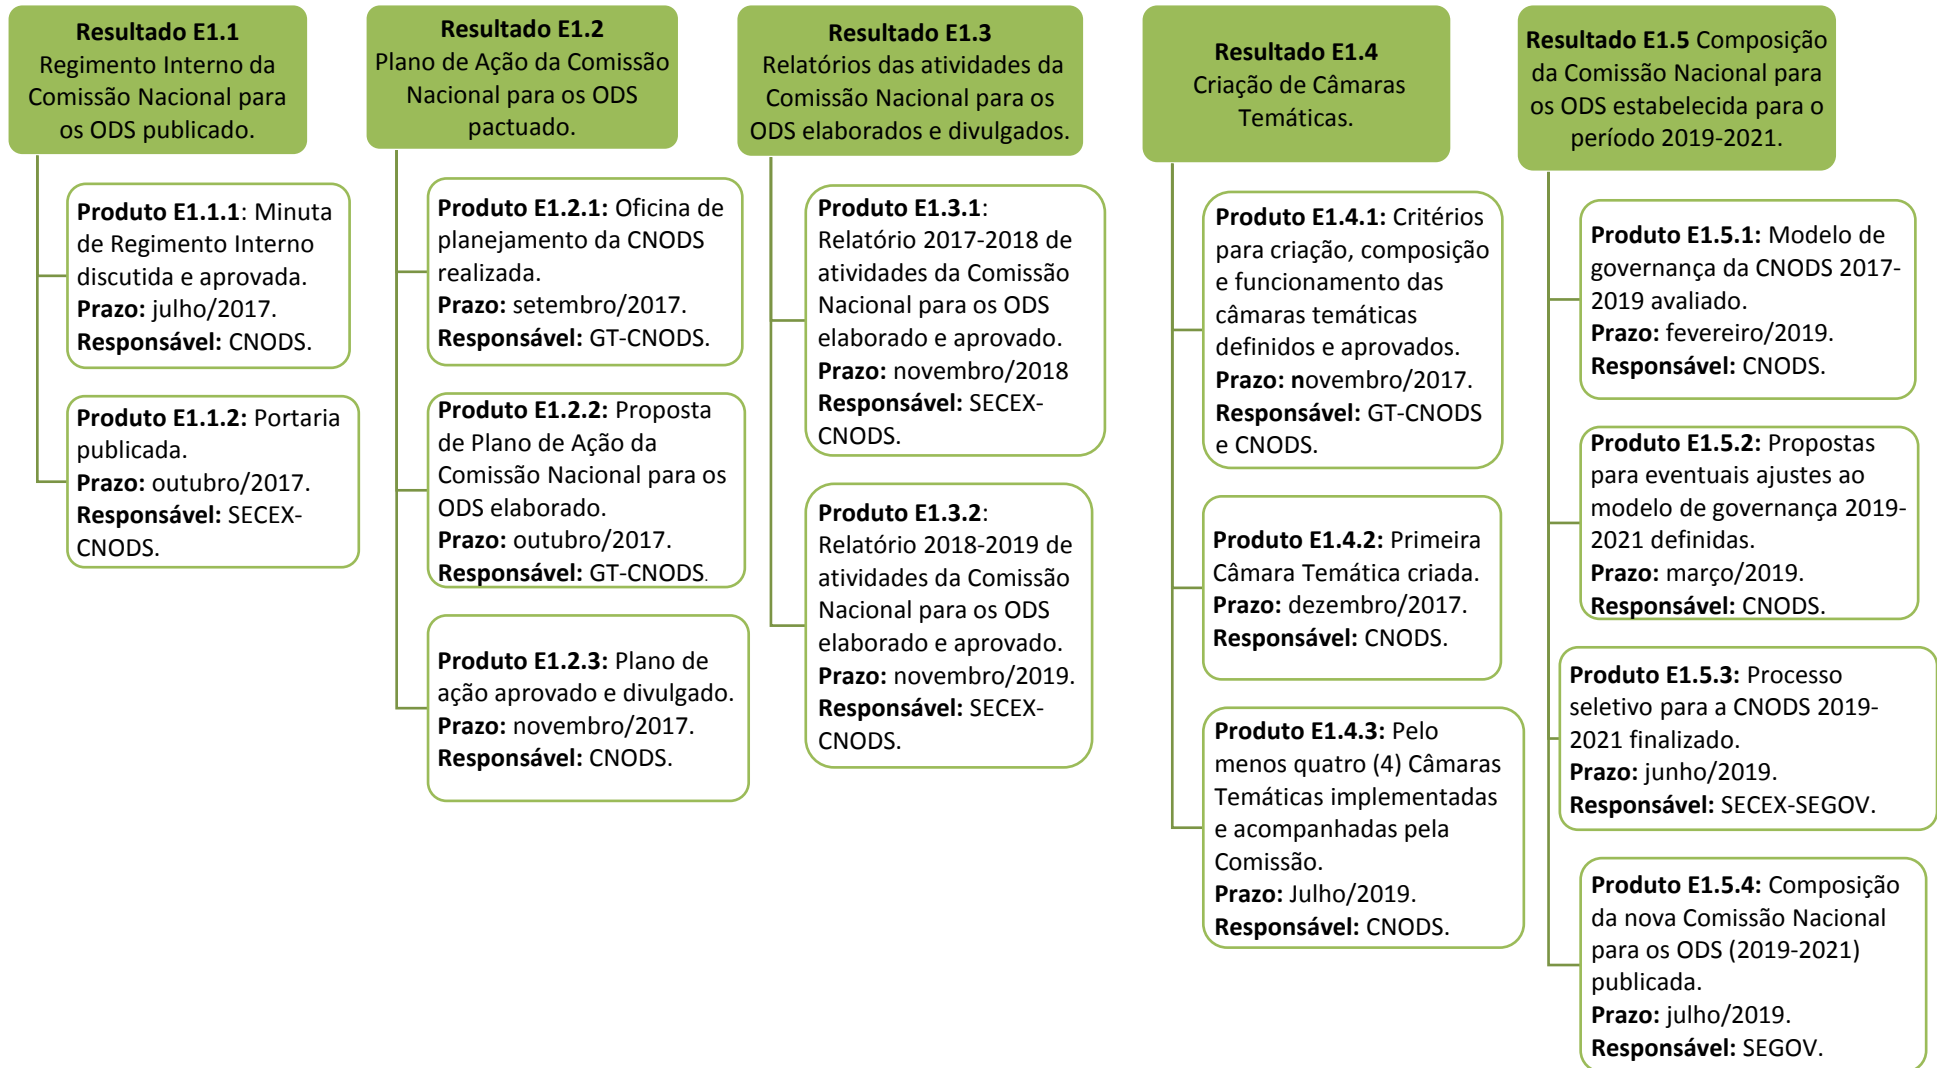 Resultado E1.1
Regimento Interno da
Comissão Nacional para
os ODS publicado.
Produto E1.1.1: Minuta
de Regimento Interno
discutida e aprovada.
Prazo: julho/2017.
Responsável: CNODS.
Produto E1.1.2: Portaria
publicada.
Prazo: outubro/2017.
Responsável: SECEX-
CNODS.
Resultado E1.2
Plano de Ação da Comissão
Nacional para os ODS
pactuado.
Produto E1.2.1: Oficina de
planejamento da CNODS
realizada.
Prazo: setembro/2017.
Responsável: GT-CNODS.
Produto E1.2.2: Proposta
de Plano de Ação da
Comissão Nacional para os
ODS elaborado.
Prazo: outubro/2017.
Responsável: GT-CNODS.
Produto E1.2.3: Plano de
ação aprovado e divulgado.
Prazo: novembro/2017.
Responsável: CNODS.
Resultado E1.3
Relatórios das atividades da
Comissão Nacional para os
ODS elaborados e divulgados.
Produto E1.3.1:
Relatório 2017-2018 de
atividades da Comissão
Nacional para os ODS
elaborado e aprovado.
Prazo: novembro/2018
Responsável: SECEX-
CNODS.
Produto E1.3.2:
Relatório 2018-2019 de
atividades da Comissão
Nacional para os ODS
elaborado e aprovado.
Prazo: novembro/2019.
Responsável: SECEX-
CNODS.
Resultado E1.4
Criação de Câmaras
Temáticas.
Produto E1.4.1: Critérios
para criação, composição
e funcionamento das
câmaras temáticas
definidos e aprovados.
Prazo: novembro/2017.
Responsável: GT-CNODS
e CNODS.
Produto E1.4.2: Primeira
Câmara Temática criada.
Prazo: dezembro/2017.
Responsável: CNODS.
Produto E1.4.3: Pelo
menos quatro (4) Câmaras
Temáticas implementadas
e acompanhadas pela
Comissão.
Prazo: Julho/2019.
Responsável: CNODS.
Resultado E1.5 Composição
da Comissão Nacional para
os ODS estabelecida para o
período 2019-2021.
Produto E1.5.1: Modelo de
governança da CNODS 2017-
2019 avaliado.
Prazo: fevereiro/2019.
Responsável: CNODS.
Produto E1.5.2: Propostas
para eventuais ajustes ao
modelo de governança 2019-
2021 definidas.
Prazo: março/2019.
Responsável: CNODS.
Produto E1.5.3: Processo
seletivo para a CNODS 2019-
2021 finalizado.
Prazo: junho/2019.
Responsável: SECEX-SEGOV.
Produto E1.5.4: Composição
da nova Comissão Nacional
para os ODS (2019-2021)
publicada.
Prazo: julho/2019.
Responsável: SEGOV.